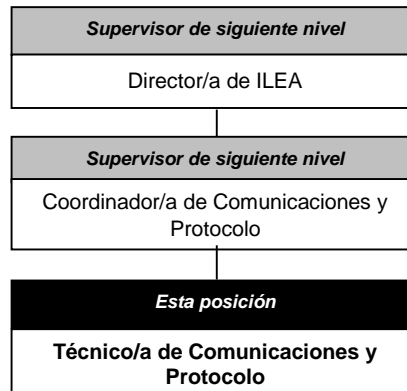 Supervisor de siguiente nivel
Director/a de ILEA
Supervisor de siguiente nivel
Coordinador/a de Comunicaciones y
Protocolo
Esta posición
Técnico/a de Comunicaciones y
Protocolo